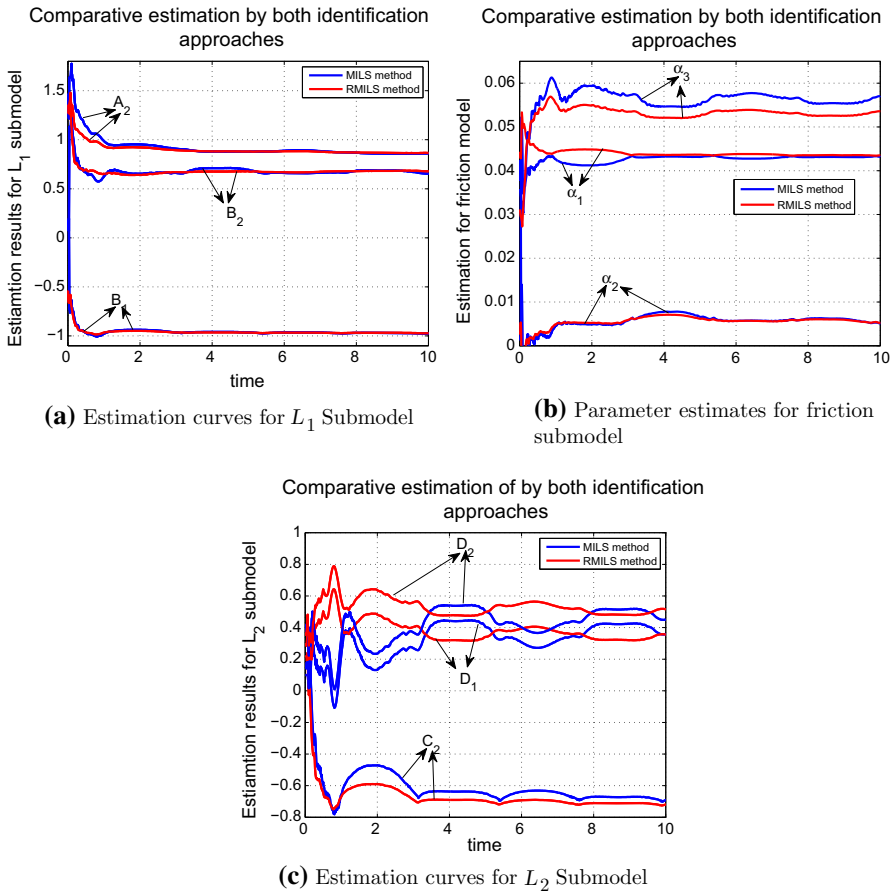 Comparative estimation by both identification
approaches
Estiamtion results for L1 submodel
1.5
1
0.5
0
−0.5
−1
0
2
4
6
8
10
time
MILS method
RMILS method
A2
B2
B1
(a) Estimation curves for L1 Submodel
Comparative estimation by both identification
approaches
Estimation for friction model
0.06
0.05
0.04
0.03
0.02
0.01
0
0
2
4
6
8
10
MILS method
RMILS method
α3
α1
α2
(b) Parameter estimates for friction
submodel
Comparative estimation of by both identification
approaches
Estiamtion results for L2 submodel
1
0.8
0.6
0.4
0.2
0
−0.2
−0.4
−0.6
−0.8
0
2
4
6
8
10
time
MILS method
RMILS method
D2
D1
C2
(c) Estimation curves for L2 Submodel